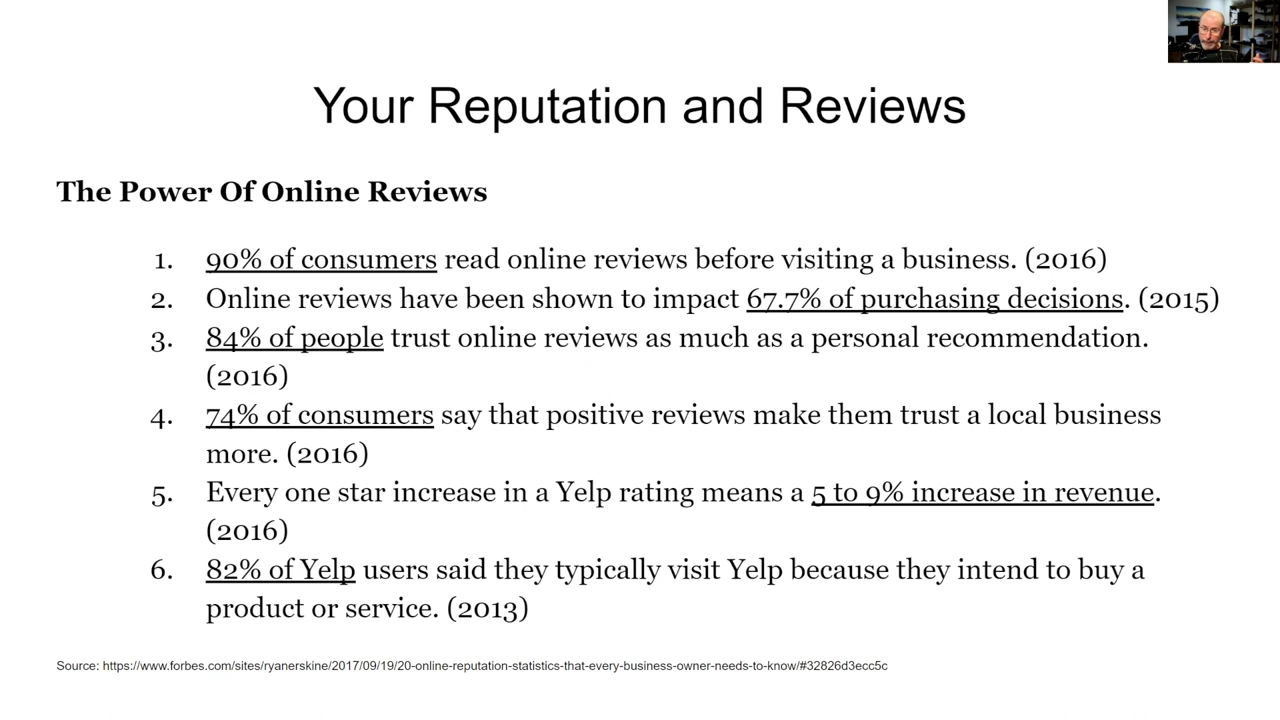 Your Reputation and Reviews
The Power Of Online Reviews
1. 90% of consumers read online reviews before visiting a business. (2016)
2. Online reviews have been shown to impact 67.7% of purchasing decisions. (2015)
3. 84% of people trust online reviews as much as a personal recommendation.
(2016)
4. 74% of consumers say that positive reviews make them trust a local business
more. (2016)
5. Every one star increase in a Yelp rating means a 5 to 9% increase in revenue.
(2016)
6. 82% of Yelp users said they typically visit Yelp because they intend to buy a
product or service. (2013)
Source: https://www.forbes.com/sites/ryanerskine/2017/09/19/20-online-reputation-statistics-that-every-business-owner-needs-to-know/#32826d3ecc5c